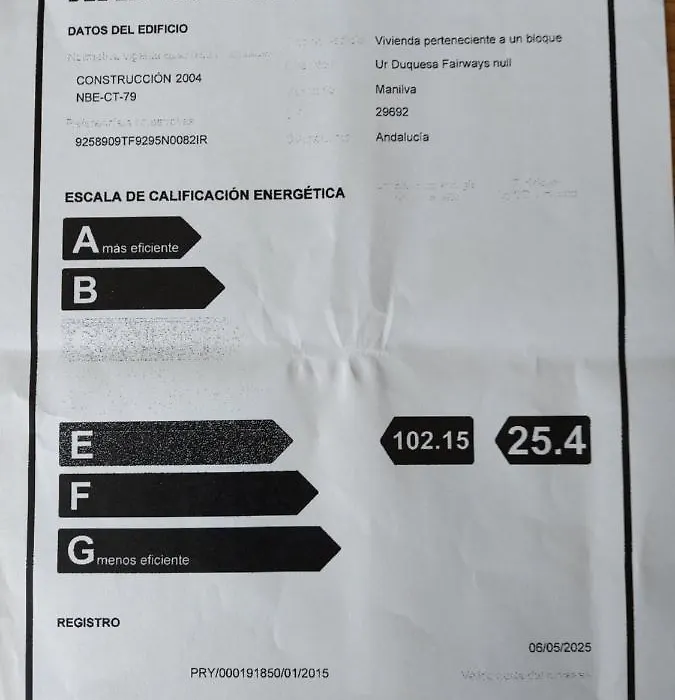 DATOS DEL EDIFICIO
Vivienda perteneciente a un bloque
Ur Duquesa Fairways null
CONSTRUCCIÓN 2004
Manilva
NBE-CT-79
29692
9258909TF9295N0082IR
Andalucía
ESCALA DE CALIFICACIÓN ENERGÉTICA
A más eficiente
B
E
102.15
25.4
F
G menos eficiente
REGISTRO
06/05/2025
PRY/000191850/01/2015